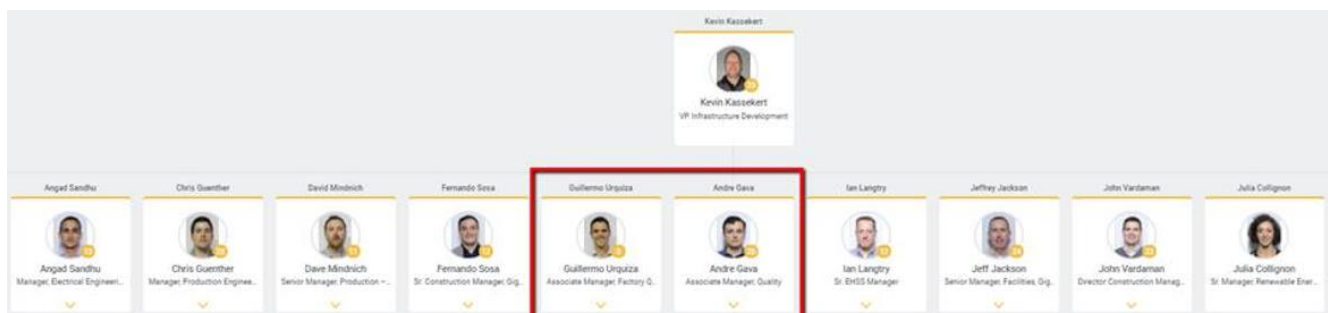 Kevin Kassekert
Kevin Kassekert
VP Infrastructure Development
Angad Sandhu
Chris Guenther
David Mindnich
Fernando Sosa
Guillermo Urquiza
Andre Gava
Ian Langtry
Jeffrey Jackson
John Vardaman
Julia Collignon
Angad Sandhu
Manager, Electrical Engineeri...
Chris Guenther
Manager, Production Enginee...
Dave Mindnich
Senior Manager, Production –...
Fernando Sosa
Sr. Construction Manager, Gig...
Guillermo Urquiza
Associate Manager, Factory Q...
Andre Gava
Associate Manager, Quality
Ian Langtry
Sr. EHSS Manager
Jeff Jackson
Senior Manager, Facilities, Gig...
John Vardaman
Director Construction Manag...
Julia Collignon
Sr. Manager, Renewable Ener...